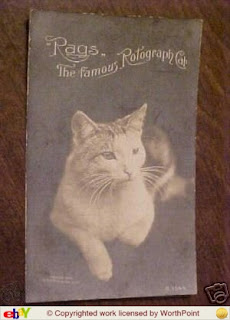 "Rags"
The Famous Rotograph Cat
ebY
© Copyrighted work licensed by WorthPoint